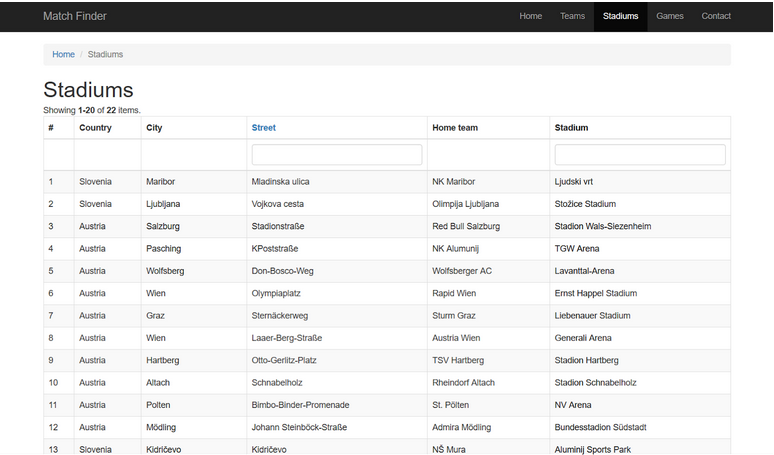 Match Finder Home Teams Stadiums Games Contact
Home / Stadiums
Stadiums
Showing 1-20 of 22 items.
# Country City Street Home team Stadium
1 Slovenia Maribor Mladinska ulica NK Maribor Ljudski vrt
2 Slovenia Ljubljana Vojkova cesta Olimpija Ljubljana Stožice Stadium
3 Austria Salzburg Stadionstraße Red Bull Salzburg Stadion Wals-Siezenheim
4 Austria Pasching KPoststraße NK Alumunij TGW Arena
5 Austria Wolfsberg Don-Bosco-Weg Wolfsberger AC Lavanttal-Arena
6 Austria Wien Olympiaplatz Rapid Wien Ernst Happel Stadium
7 Austria Graz Sternäckerweg Sturm Graz Liebenauer Stadium
8 Austria Wien Laaer-Berg-Straße Austria Wien Generali Arena
9 Austria Hartberg Otto-Gerlitz-Platz TSV Hartberg Stadion Hartberg
10 Austria Altach Schnabelholz Rheindorf Altach Stadion Schnabelholz
11 Austria Polten Bimbo-Binder-Promenade St. Pölten NV Arena
12 Austria Mödling Johann Steinböck-Straße Admira Mödling Bundesstadion Südstadt
13 Slovenia Kidričevo Kidričevo NŠ Mura Aluminij Sports Park